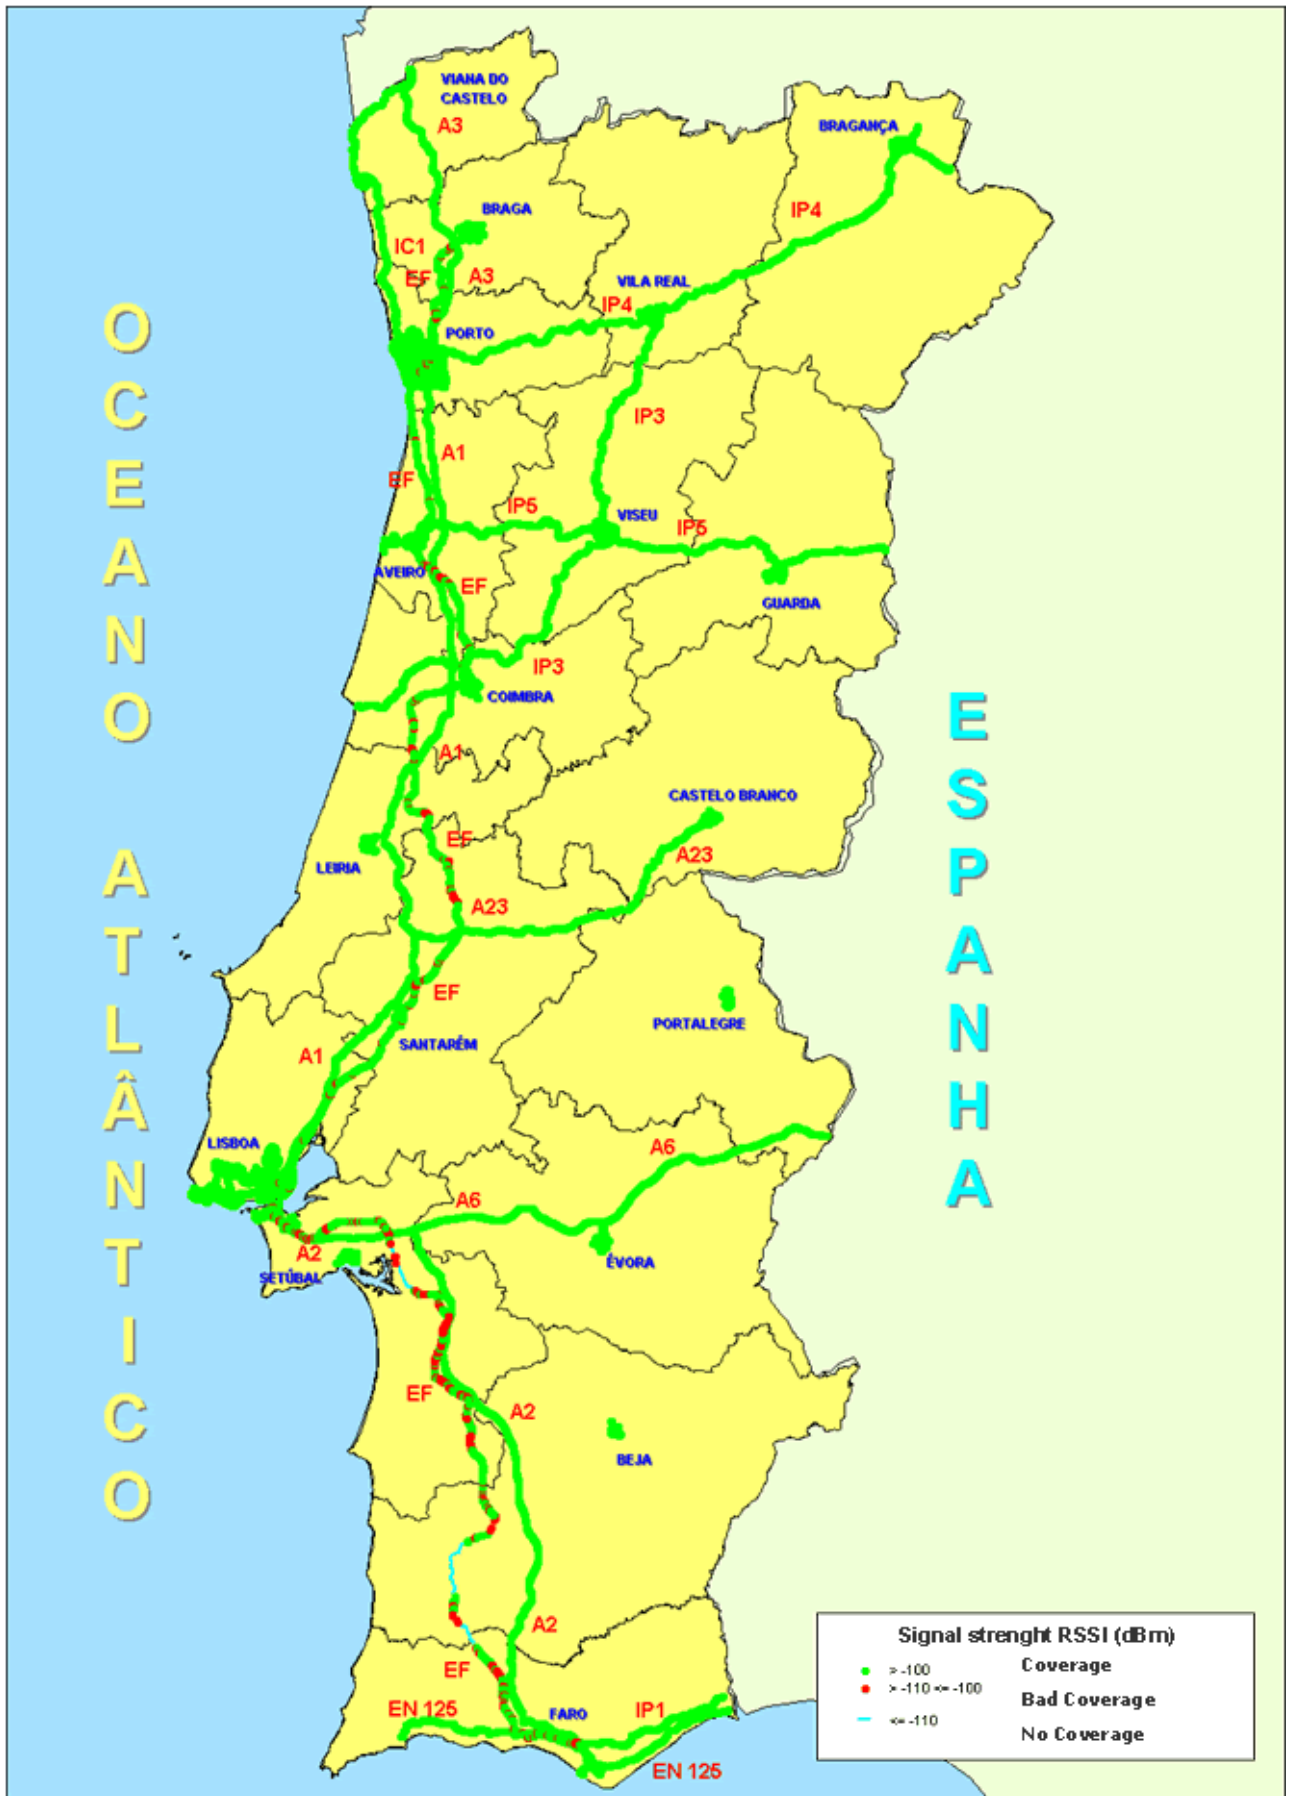 VIANA DO
CASTELO
A3
BRAGANÇA
BRAGA
IP4
IC1
EF
A3
VILA REAL
IP4
PORTO
IP3
A1
EF
IP5
VISEU
IP5
AVEIRO
EF
GUARDA
IP3
COIMBRA
A1
CASTELO BRANCO
EF
LEIRIA
A23
A23
EF
PORTALEGRE
SANTARÉM
A1
LISBOA
A6
A6
A2
SETÚBAL
ÉVORA
EF
A2
BEJA
A2
EF
EN 125
FARO
IP1
EN 125
OCEANO ATLÂNTICO
ESPANHA
Signal strenght RSSI (dBm)
> -100 Coverage
> -110 <= -100 Bad Coverage
<= -110 No Coverage